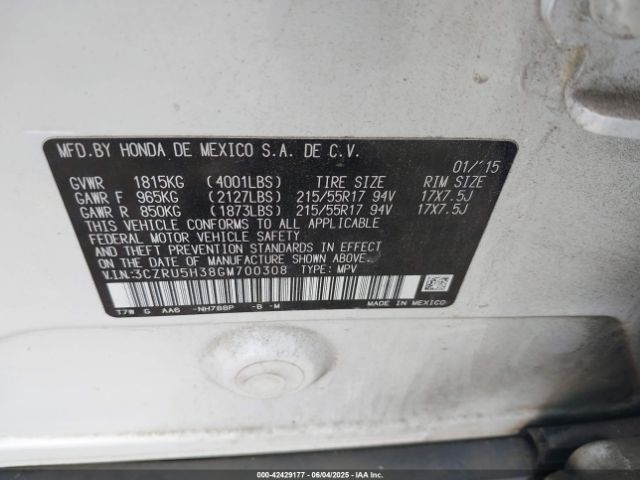 MFD.BY HONDA DE MEXICO S.A. DE C.V.
01/'15
GVWR 1815KG (4001LBS) TIRE SIZE RIM SIZE
GAWR F 965KG (2127LBS) 215/55R17 94V 17X7.5J
GAWR R 850KG (1873LBS) 215/55R17 94V 17X7.5J
THIS VEHICLE CONFORMS TO ALL APPLICABLE
FEDERAL MOTOR VEHICLE SAFETY
AND THEFT PREVENTION STANDARDS IN EFFECT
ON THE DATE OF MANUFACTURE SHOWN ABOVE.
V.I.N:3CZRU5H38GM700308 TYPE: MPV
T7W G AA6 -NH788P -B -M
MADE IN MEXICO
000-42429177 - 06/04/2025 - IAAI.com